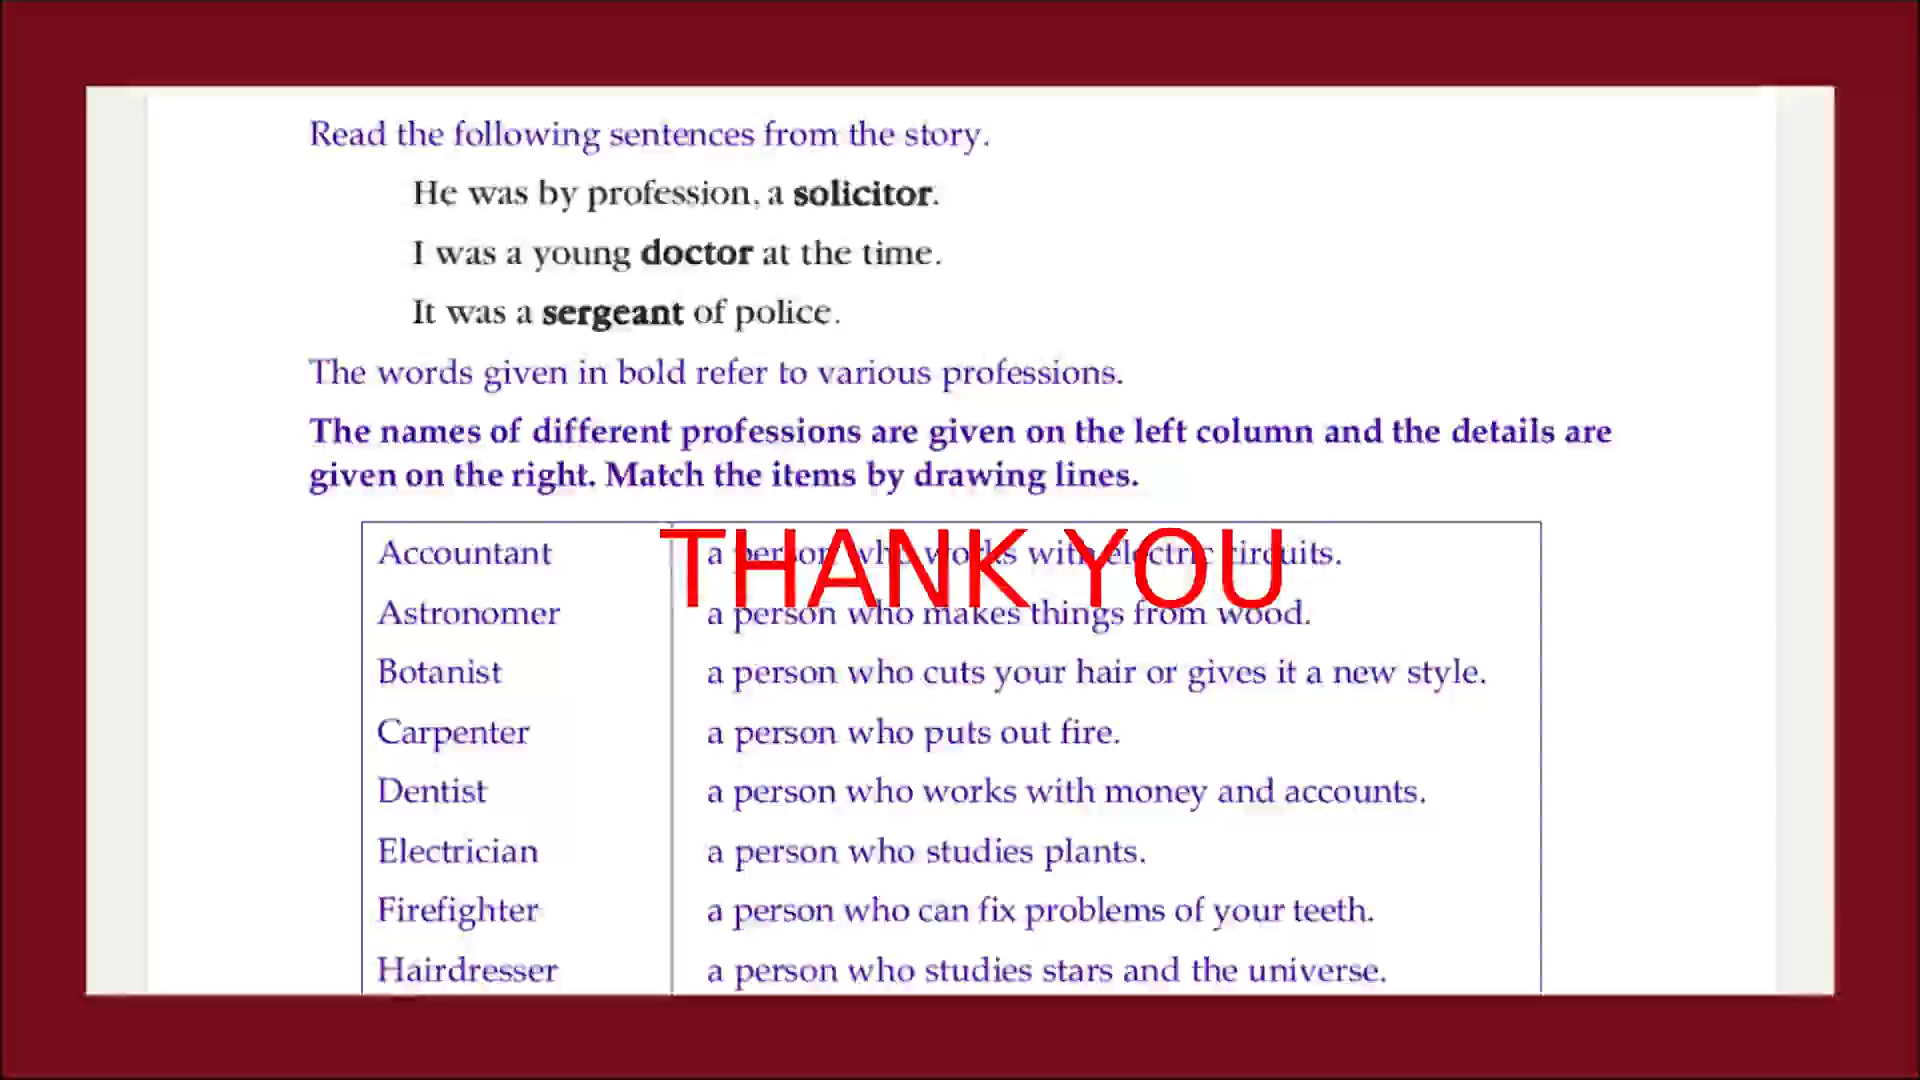 Read the following sentences from the story.
He was by profession, a solicitor.
I was a young doctor at the time.
It was a sergeant of police.
The words given in bold refer to various professions.
The names of different professions are given on the left column and the details are
given on the right. Match the items by drawing lines.
THANK YOU
Accountant a person who works with electric circuits.
Astronomer a person who makes things from wood.
Botanist a person who cuts your hair or gives it a new style.
Carpenter a person who puts out fire.
Dentist a person who works with money and accounts.
Electrician a person who studies plants.
Firefighter a person who can fix problems of your teeth.
Hairdresser a person who studies stars and the universe.